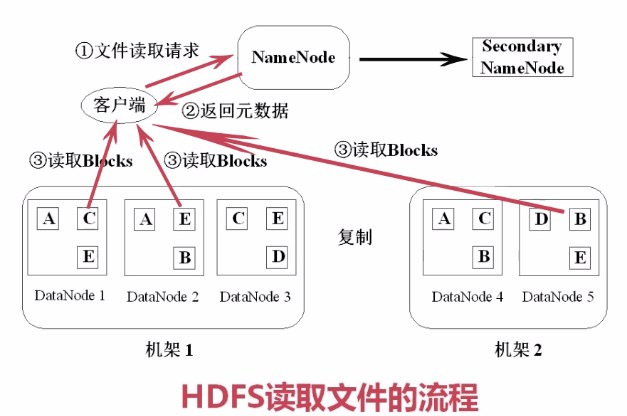 ①文件读取请求
NameNode
Secondary
NameNode
客户端
②返回元数据
③读取Blocks
③读取Blocks
③读取Blocks
A C
E
A E
B
C E
D
复制
A C
B
D B
E
DataNode 1
DataNode 2
DataNode 3
DataNode 4
DataNode 5
机架 1
机架 2
HDFS读取文件的流程